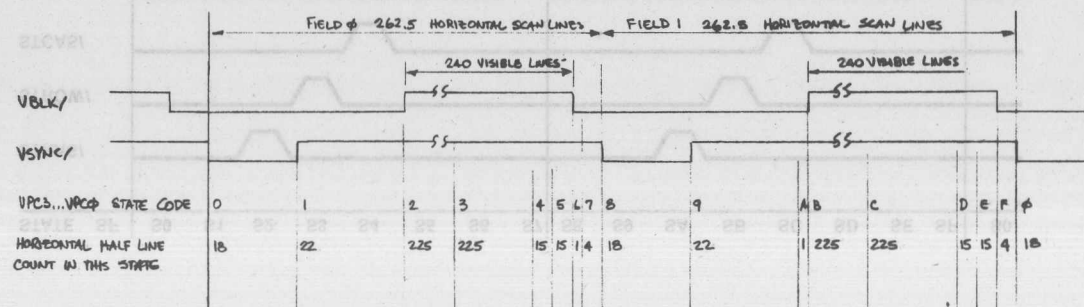 FIELD ϕ 262.5 HORIZONTAL SCAN LINES FIELD 1 262.5 HORIZONTAL SCAN LINES
240 VISIBLE LINES 240 VISIBLE LINES
VBLK/
VSYNC/
VPC3...VPCϕ STATE CODE 0 1 2 3 4 5 6 7 8 9 A B C D E F ϕ
HORIZONTAL HALF LINE 18 22 225 225 15 15 1 4 18 22 1 225 225 15 15 4 18
COUNT IN THIS STATE